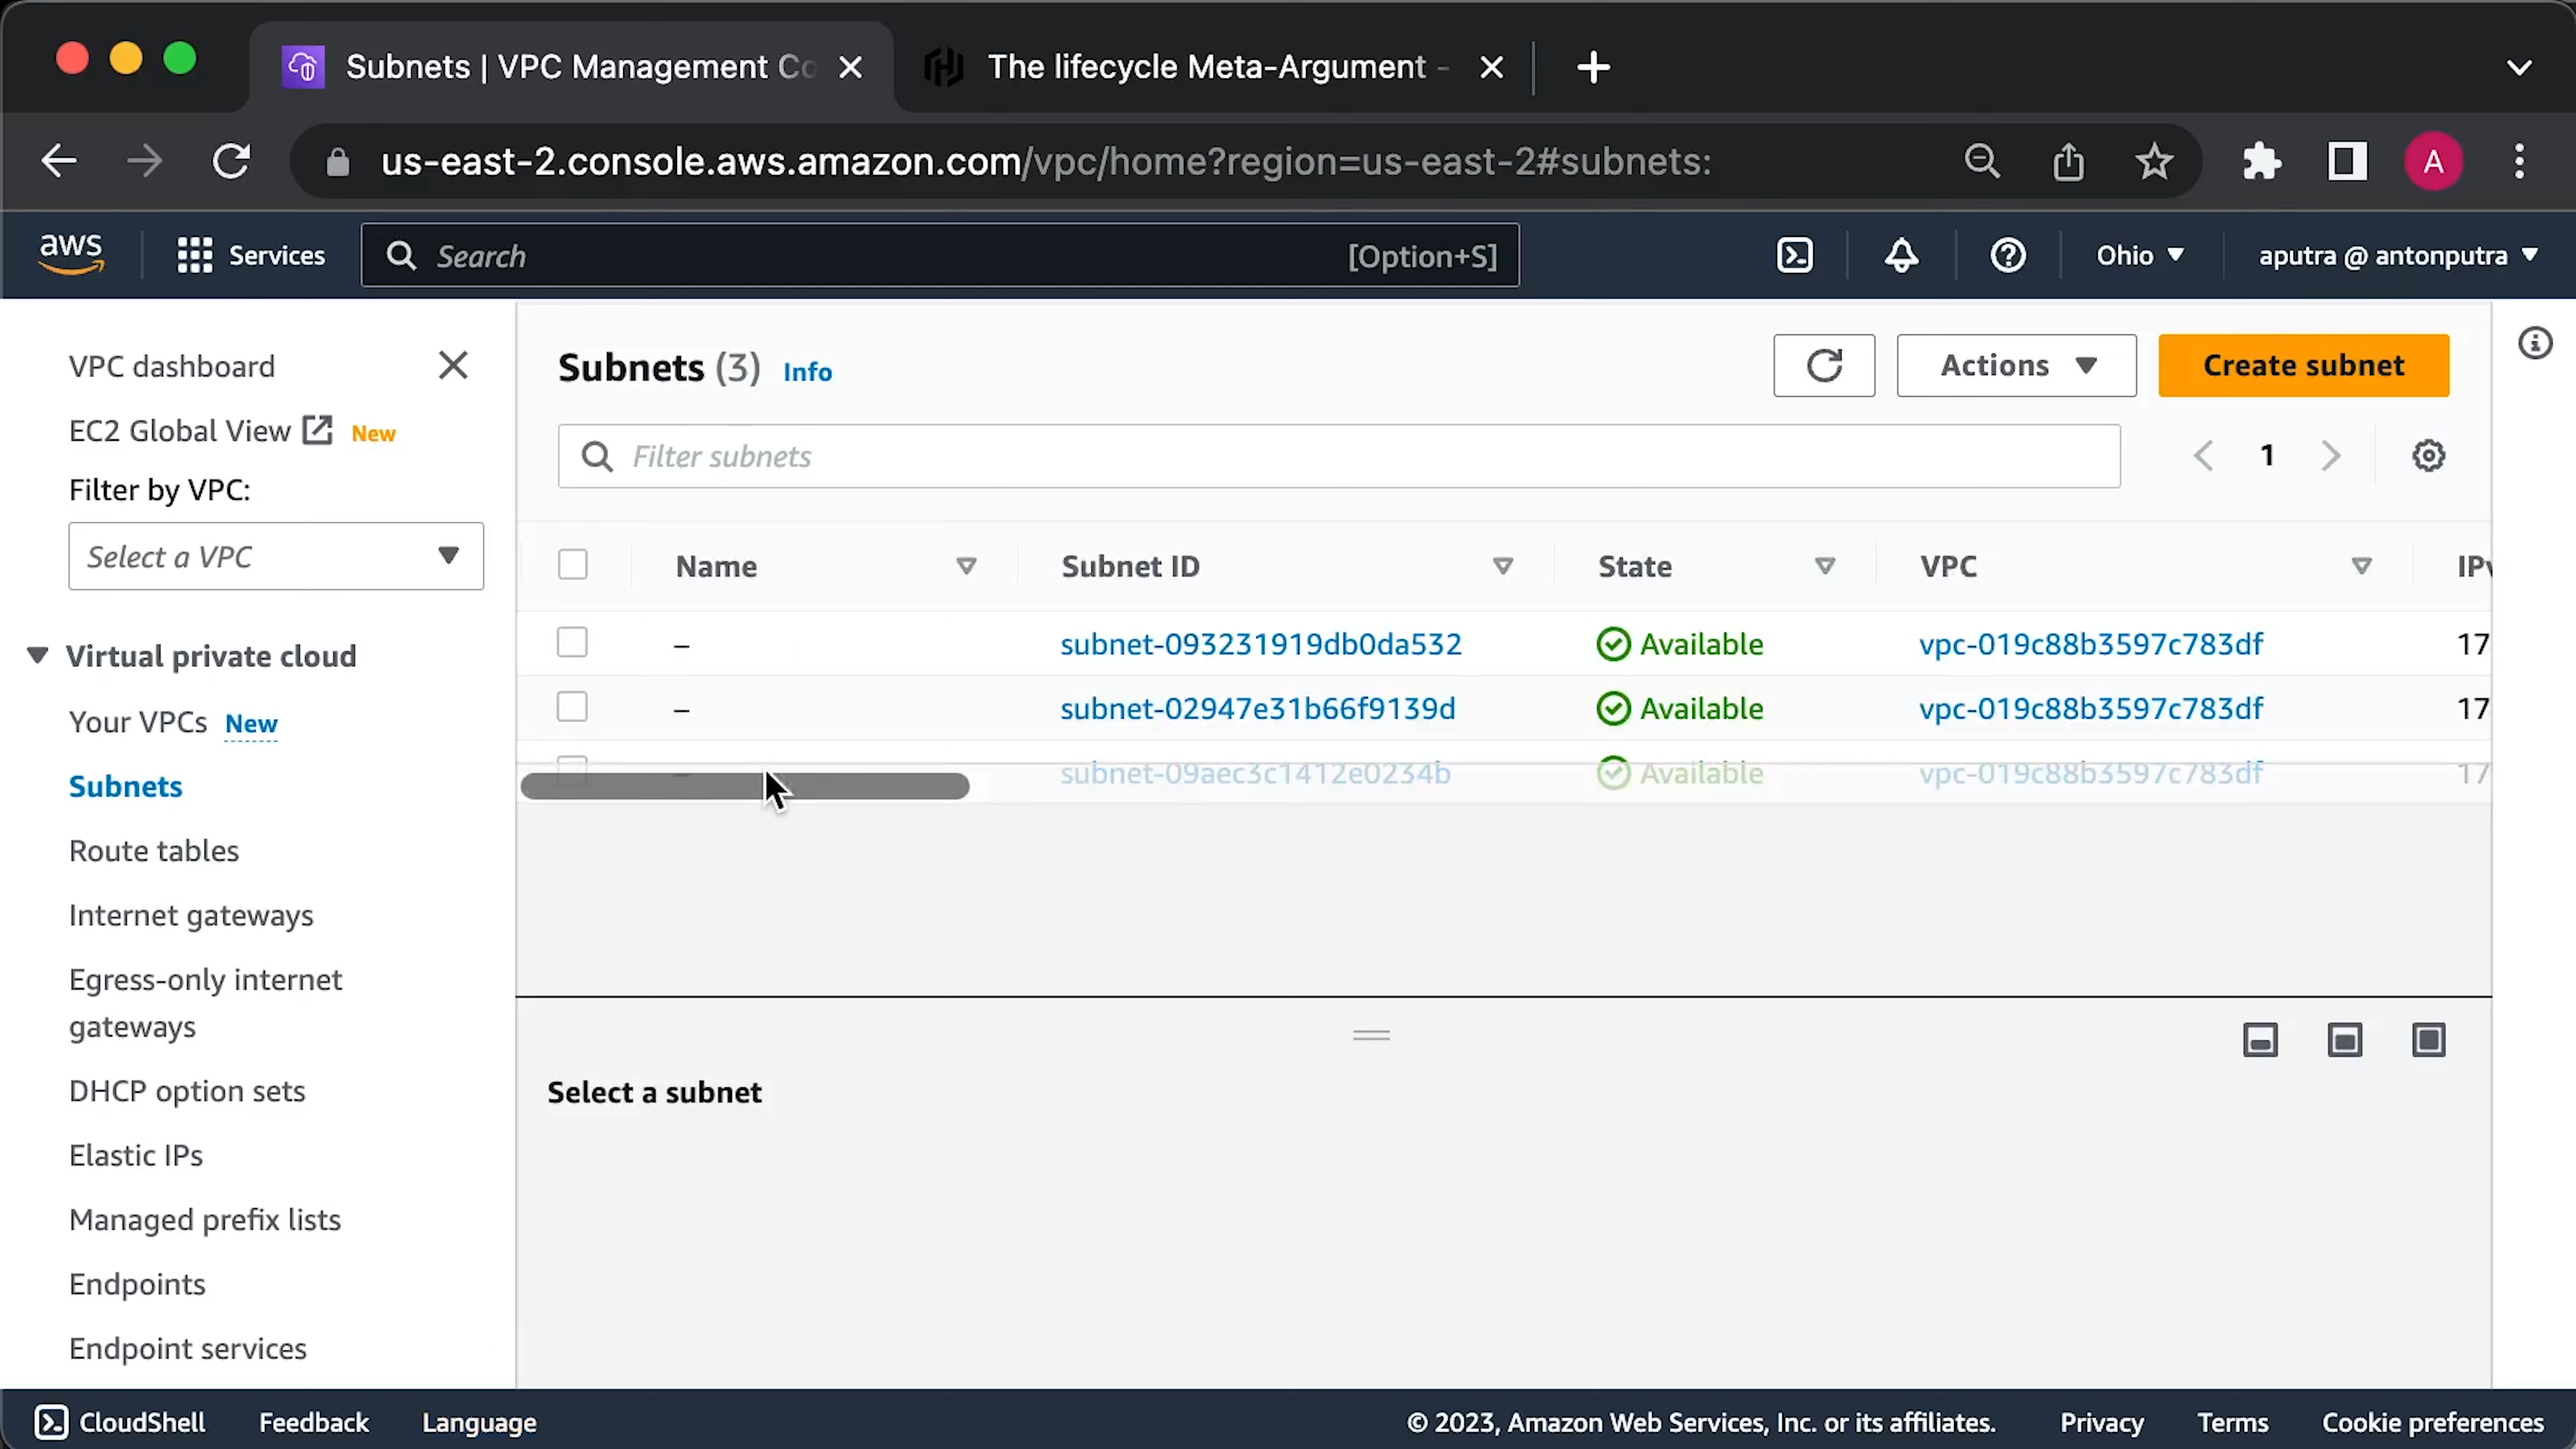 Subnets | VPC Management Co
The lifecycle Meta-Argument -
us-east-2.console.aws.amazon.com/vpc/home?region=us-east-2#subnets:
A
aws
Services
Search
[Option+S]
Ohio
aputra @ antonputra
VPC dashboard
EC2 Global View New
Filter by VPC:
Select a VPC
Virtual private cloud
Your VPCs New
Subnets
Route tables
Internet gateways
Egress-only internet
gateways
DHCP option sets
Elastic IPs
Managed prefix lists
Endpoints
Endpoint services
Subnets (3) Info
Actions
Create subnet
Filter subnets
1
Name Subnet ID State VPC IPv
– subnet-093231919db0da532 Available vpc-019c88b3597c783df 17
– subnet-02947e31b66f9139d Available vpc-019c88b3597c783df 17
– subnet-09aec3c1412e0234b Available vpc-019c88b3597c783df 17
Select a subnet
CloudShell Feedback Language © 2023, Amazon Web Services, Inc. or its affiliates. Privacy Terms Cookie preferences